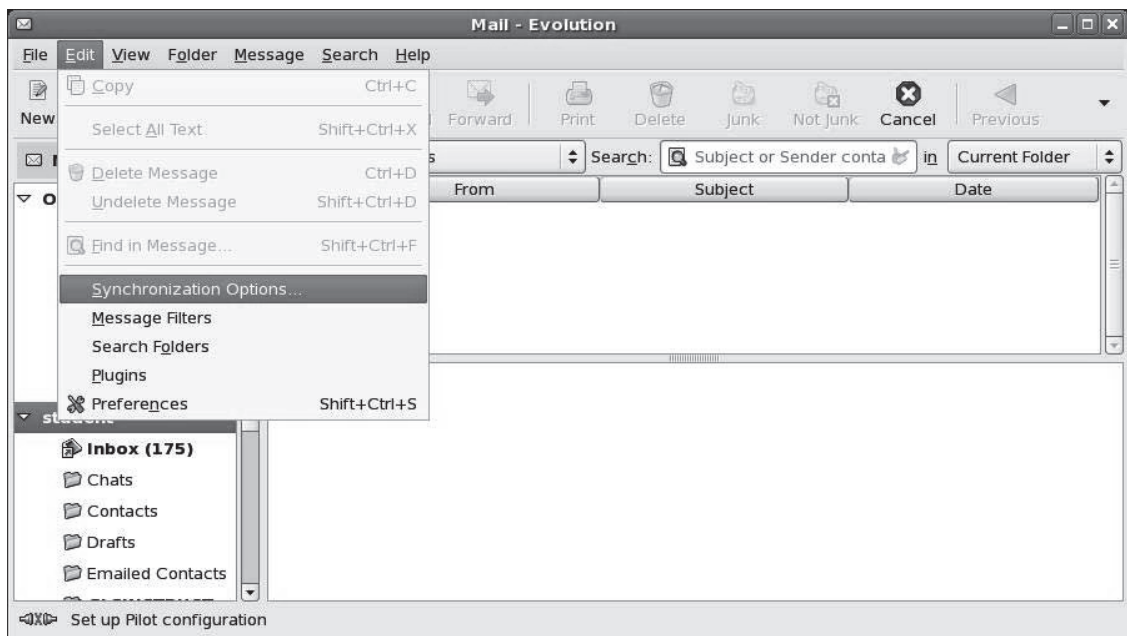 Mail - Evolution
File Edit View Folder Message Search Help
New Forward Print Delete Junk Not Junk Cancel Previous
Search: Subject or Sender conta in Current Folder
From Subject Date
Copy Ctrl+C
Select All Text Shift+Ctrl+X
Delete Message Ctrl+D
Undelete Message Shift+Ctrl+D
Find in Message... Shift+Ctrl+F
Synchronization Options...
Message Filters
Search Folders
Plugins
Preferences Shift+Ctrl+S
Inbox (175)
Chats
Contacts
Drafts
Emailed Contacts
Set up Pilot configuration